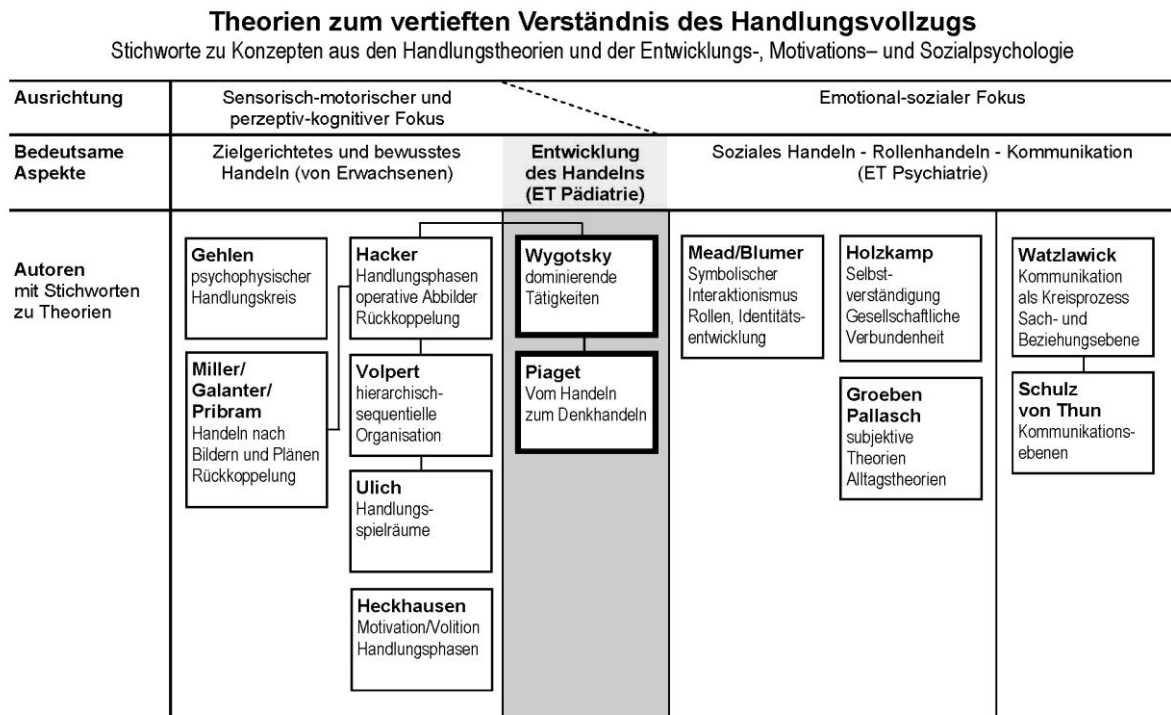 Theorien zum vertieften Verständnis des Handlungsvollzugs
Stichworte zu Konzepten aus den Handlungstheorien und der Entwicklungs-, Motivations– und Sozialpsychologie
Ausrichtung
Sensorisch-motorischer und
perzeptiv-kognitiver Fokus
Emotional-sozialer Fokus
Bedeutsame
Aspekte
Zielgerichtetes und bewusstes
Handeln (von Erwachsenen)
Entwicklung
des Handelns
(ET Pädiatrie)
Soziales Handeln - Rollenhandeln - Kommunikation
(ET Psychiatrie)
Autoren
mit Stichworten
zu Theorien
Gehlen
psychophysischer
Handlungskreis
Miller/
Galanter/
Pribram
Handeln nach
Bildern und Plänen
Rückkoppelung
Hacker
Handlungsphasen
operative Abbilder
Rückkoppelung
Volpert
hierarchisch-
sequentielle
Organisation
Ulich
Handlungs-
spielräume
Heckhausen
Motivation/Volition
Handlungsphasen
Wygotsky
dominierende
Tätigkeiten
Piaget
Vom Handeln
zum Denkhandeln
Mead/Blumer
Symbolischer
Interaktionismus
Rollen, Identitäts-
entwicklung
Holzkamp
Selbst-
verständigung
Gesellschaftliche
Verbundenheit
Groeben
Pallasch
subjektive
Theorien
Alltagstheorien
Watzlawick
Kommunikation
als Kreisprozess
Sach- und
Beziehungsebene
Schulz
von Thun
Kommunikations-
ebenen